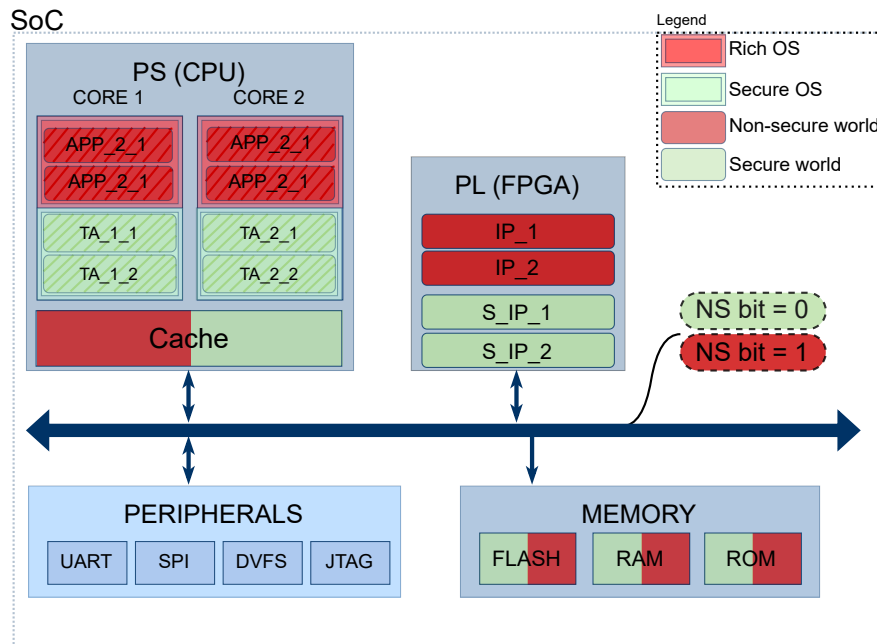 SoC
Legend
Rich OS
Secure OS
Non-secure world
Secure world
PS (CPU)
CORE 1
CORE 2
APP_2_1
APP_2_1
APP_2_1
APP_2_1
TA_1_1
TA_2_1
TA_1_2
TA_2_2
Cache
PL (FPGA)
IP_1
IP_2
S_IP_1
S_IP_2
NS bit = 0
NS bit = 1
PERIPHERALS
UART
SPI
DVFS
JTAG
MEMORY
FLASH
RAM
ROM